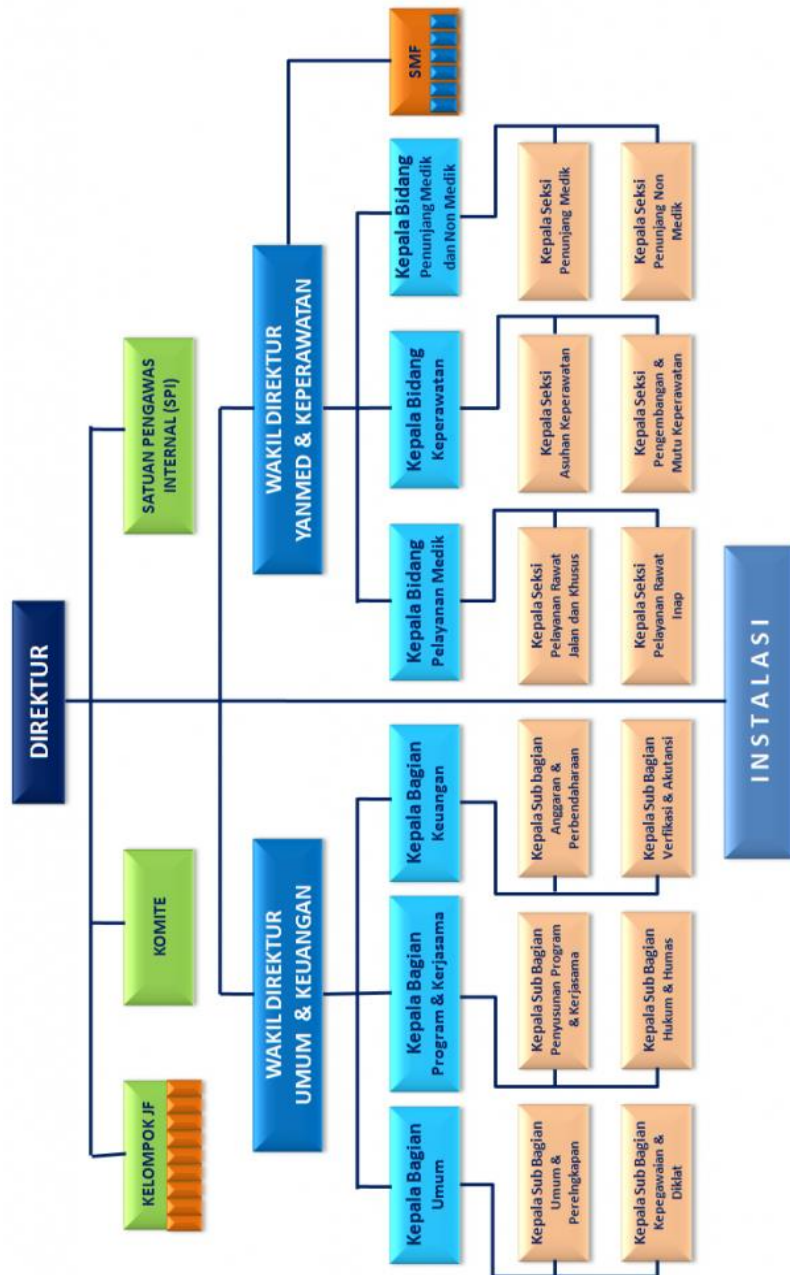 DIREKTUR
KELOMPOK JF
KOMITE
SATUAN PENGAWAS
INTERNAL (SPI)
WAKIL DIREKTUR
UMUM & KEUANGAN
WAKIL DIREKTUR
YANMED & KEPERAWATAN
Kepala Bagian
Umum
Kepala Bagian
Program & Kerjasama
Kepala Bagian
Keuangan
Kepala Bidang
Pelayanan Medik
Kepala Bidang
Keperawatan
Kepala Bidang
Penunjang Medik
dan Non Medik
SMF
Kepala Sub Bagian
Umum &
Perelngkapan
Kepala Sub Bagian
Penyusunan Program
& Kerjasama
Kepala Sub bagian
Anggaran &
Perbendaharaan
Kepala Seksi
Pelayanan Rawat
Jalan dan Khusus
Kepala Seksi
Asuhan Keperawatan
Kepala Seksi
Penunjang Medik
Kepala Sub Bagian
Kepegawaian &
Diklat
Kepala Sub Bagian
Hukum & Humas
Kepala Sub Bagian
Verfikasi & Akutansi
Kepala Seksi
Pelayanan Rawat
Inap
Kepala Seksi
Pengembangan &
Mutu Keperawatan
Kepala Seksi
Penunjang Non
Medik
INSTALASI